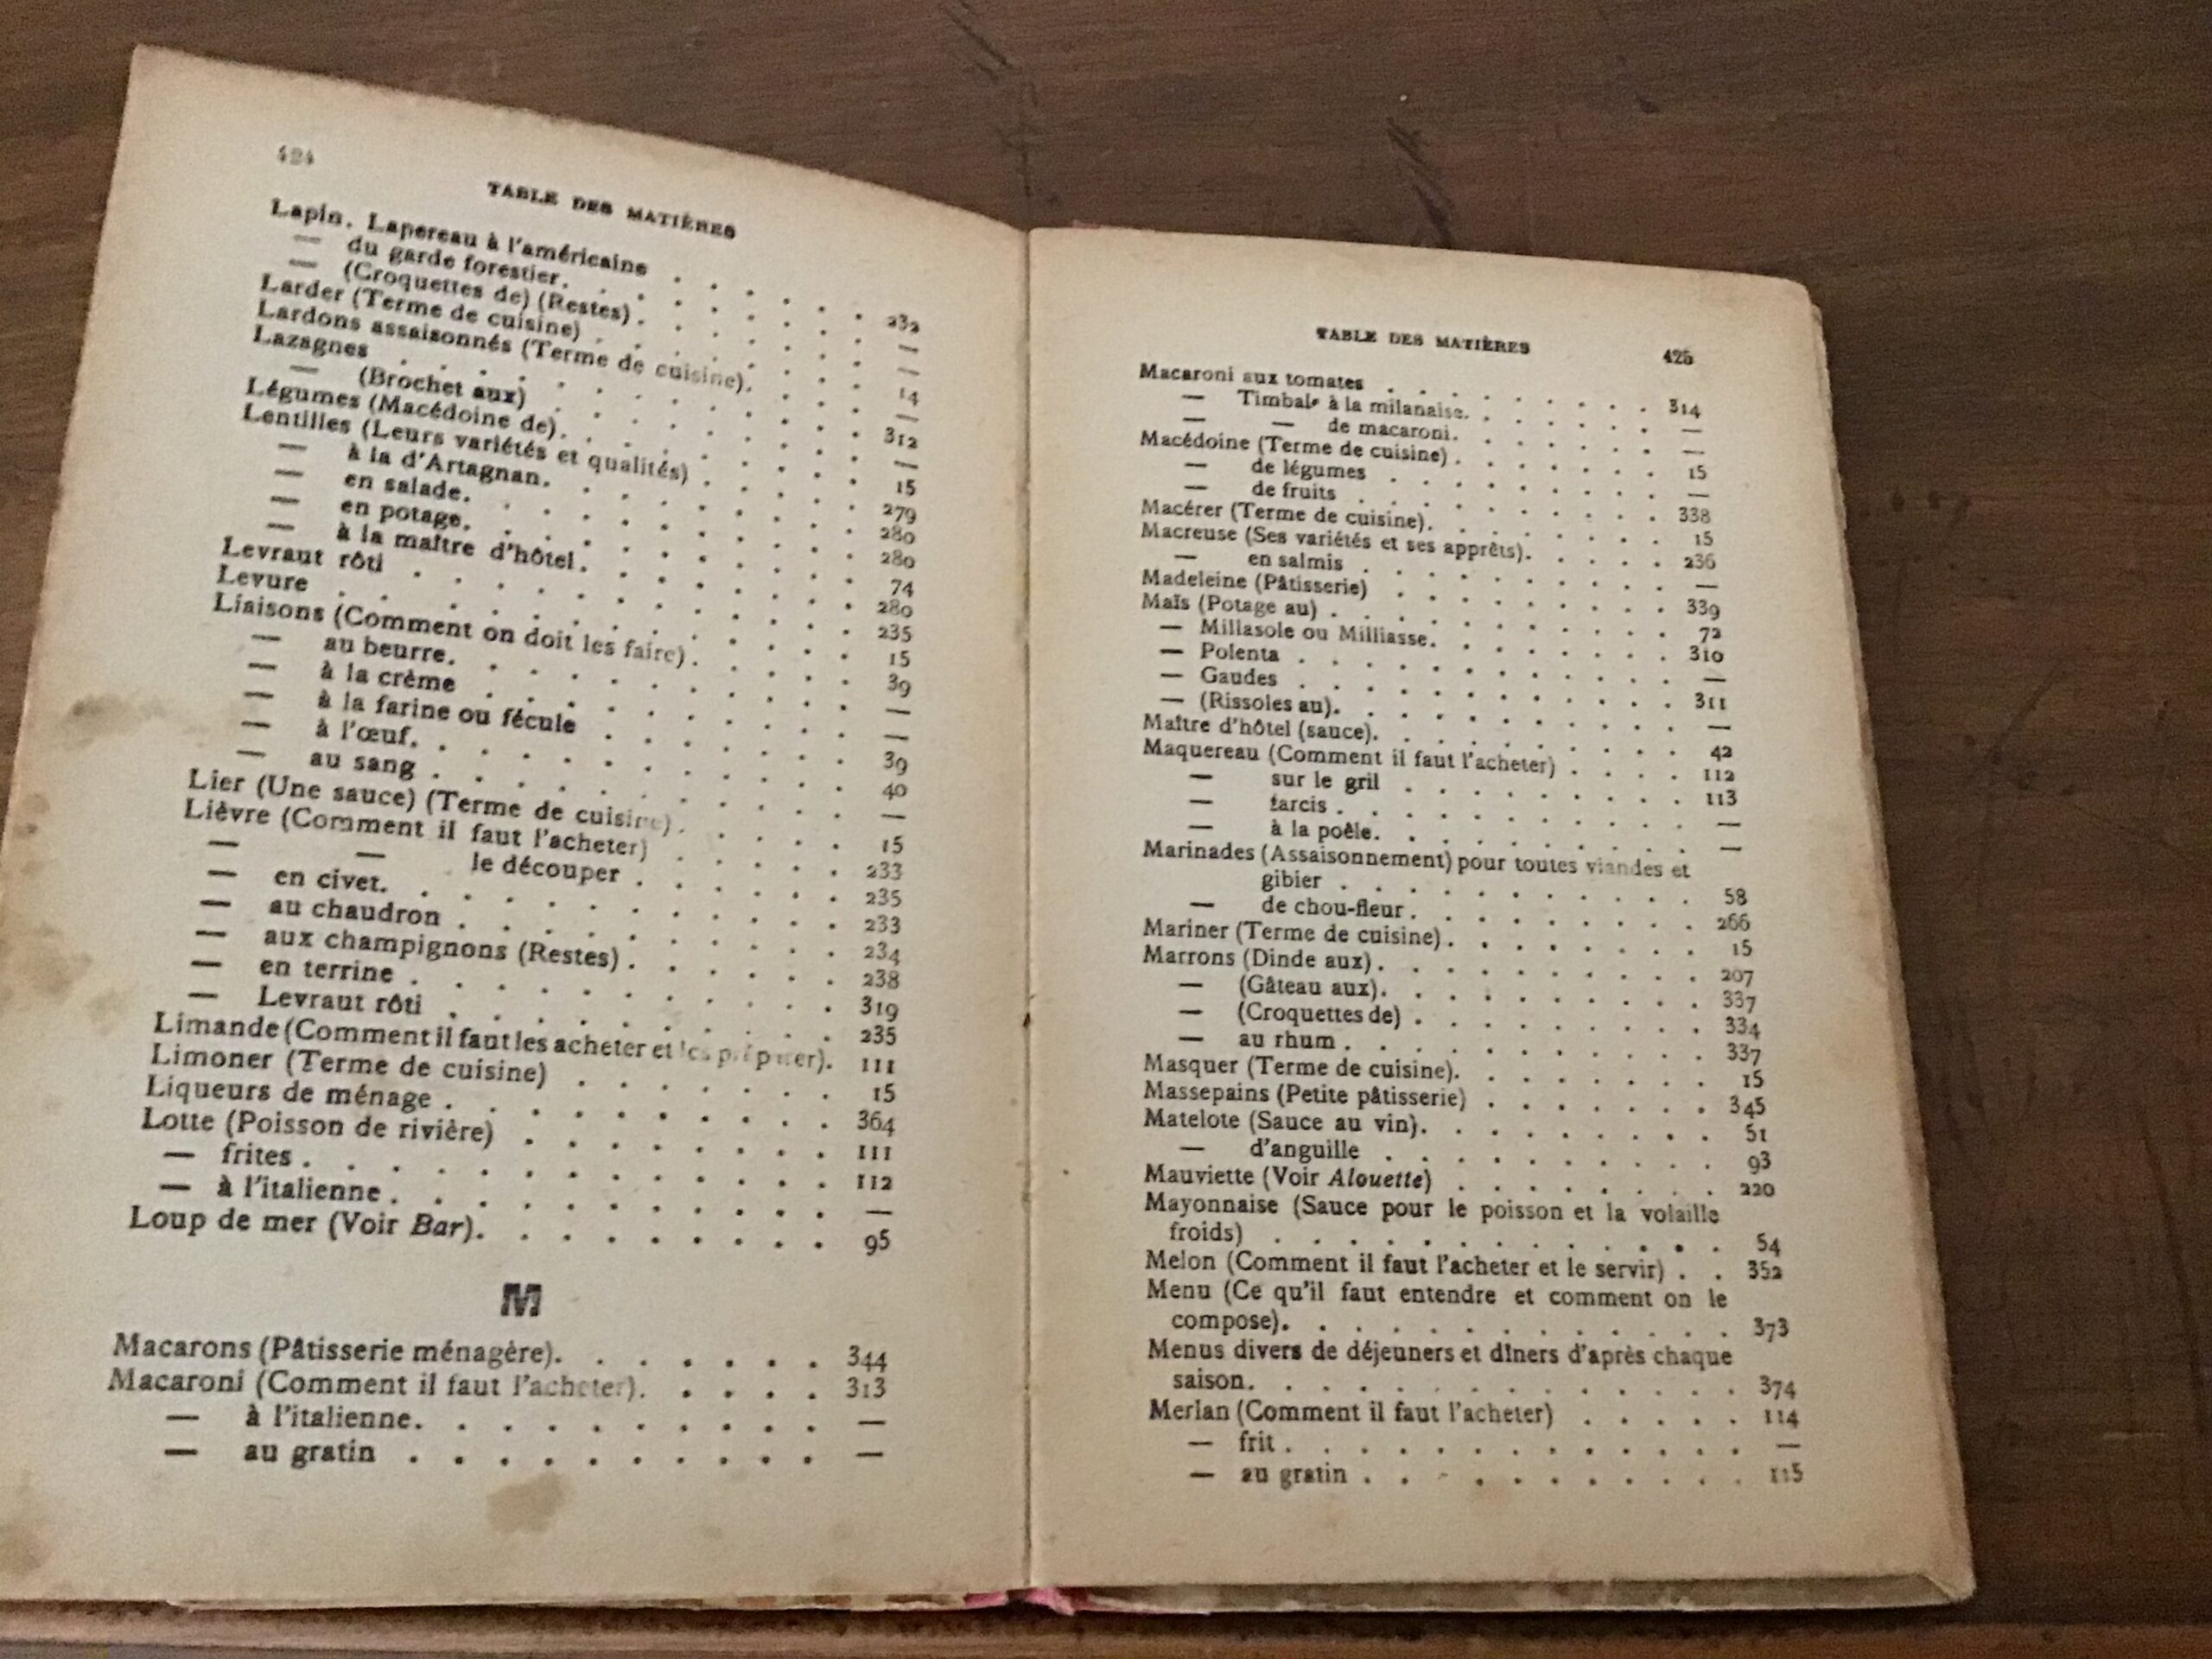 424
TABLE DES MATIÈRES
Lapin. Lapereau à l'américaine . . . . . 232
— du garde forestier. . . . . . . —
— (Croquettes de) (Restes) . . . . . . —
Larder (Terme de cuisine) . . . . . . 14
Lardons assaisonnés (Terme de cuisine). . . . —
Lazagnes . . . . . . . . . 312
— (Brochet aux) . . . . . . . —
Légumes (Macédoine de). . . . . . . 15
Lentilles (Leurs variétés et qualités) . . . . . 279
— à la d'Artagnan. . . . . . . 280
— en salade. . . . . . . . . 280
— en potage. . . . . . . . . 74
— à la maître d'hôtel. . . . . . . 280
Levraut rôti . . . . . . . . . 235
Levure . . . . . . . . . . 15
Liaisons (Comment on doit les faire). . . . . 39
— au beurre. . . . . . . . . —
— à la crème . . . . . . . . —
— à la farine ou fécule . . . . . . 39
— à l'œuf. . . . . . . . . . 40
— au sang . . . . . . . . . —
Lier (Une sauce) (Terme de cuisine). . . . . 15
Lièvre (Comment il faut l'acheter) . . . . . 233
— — le découper . . . . . 235
— en civet. . . . . . . . . . 233
— au chaudron . . . . . . . . 234
— aux champignons (Restes) . . . . . . 238
— en terrine . . . . . . . . . 319
— Levraut rôti . . . . . . . . 235
Limande (Comment il faut les acheter et les préparer). 111
Limoner (Terme de cuisine) . . . . . . 15
Liqueurs de ménage . . . . . . . . 364
Lotte (Poisson de rivière) . . . . . . . 111
— frites . . . . . . . . . . . 112
— à l'italienne . . . . . . . . . —
Loup de mer (Voir Bar). . . . . . . . 95
M
Macarons (Pâtisserie ménagère). . . . . . 344
Macaroni (Comment il faut l'acheter). . . . . 313
— à l'italienne. . . . . . . . . —
— au gratin . . . . . . . . . —
TABLE DES MATIÈRES
425
Macaroni aux tomates . . . . . . . 314
— Timbale à la milanaise. . . . . . —
— — de macaroni. . . . . . —
Macédoine (Terme de cuisine) . . . . . . 15
— de légumes . . . . . . . . —
— de fruits . . . . . . . . . 338
Macérer (Terme de cuisine). . . . . . . 15
Macreuse (Ses variétés et ses apprêts). . . . . 236
— en salmis . . . . . . . . . —
Madeleine (Pâtisserie) . . . . . . . . 339
Maïs (Potage au) . . . . . . . . . 72
— Millasole ou Milliasse. . . . . . . 310
— Polenta . . . . . . . . . . —
— Gaudes . . . . . . . . . . 311
— (Rissoles au). . . . . . . . . —
Maître d'hôtel (sauce). . . . . . . . 42
Maquereau (Comment il faut l'acheter) . . . . 112
— sur le gril . . . . . . . . 113
— farcis . . . . . . . . . . —
— à la poêle. . . . . . . . . —
Marinades (Assaisonnement) pour toutes viandes et
gibier . . . . . . . . . . 58
— de chou-fleur . . . . . . . . 266
Mariner (Terme de cuisine) . . . . . . . 15
Marrons (Dinde aux) . . . . . . . . 207
— (Gâteau aux). . . . . . . . . 337
— (Croquettes de) . . . . . . . . 334
— au rhum . . . . . . . . . . 337
Masquer (Terme de cuisine). . . . . . . 15
Massepains (Petite pâtisserie) . . . . . . 345
Matelote (Sauce au vin). . . . . . . . 51
— d'anguille . . . . . . . . . 93
Mauviette (Voir Alouette) . . . . . . . 220
Mayonnaise (Sauce pour le poisson et la volaille
froids) . . . . . . . . . . . 54
Melon (Comment il faut l'acheter et le servir) . . 352
Menu (Ce qu'il faut entendre et comment on le
compose). . . . . . . . . . . 373
Menus divers de déjeuners et dîners d'après chaque
saison. . . . . . . . . . . . 374
Merlan (Comment il faut l'acheter) . . . . . 114
— frit . . . . . . . . . . . . —
— au gratin . . . . . . . . . . 115